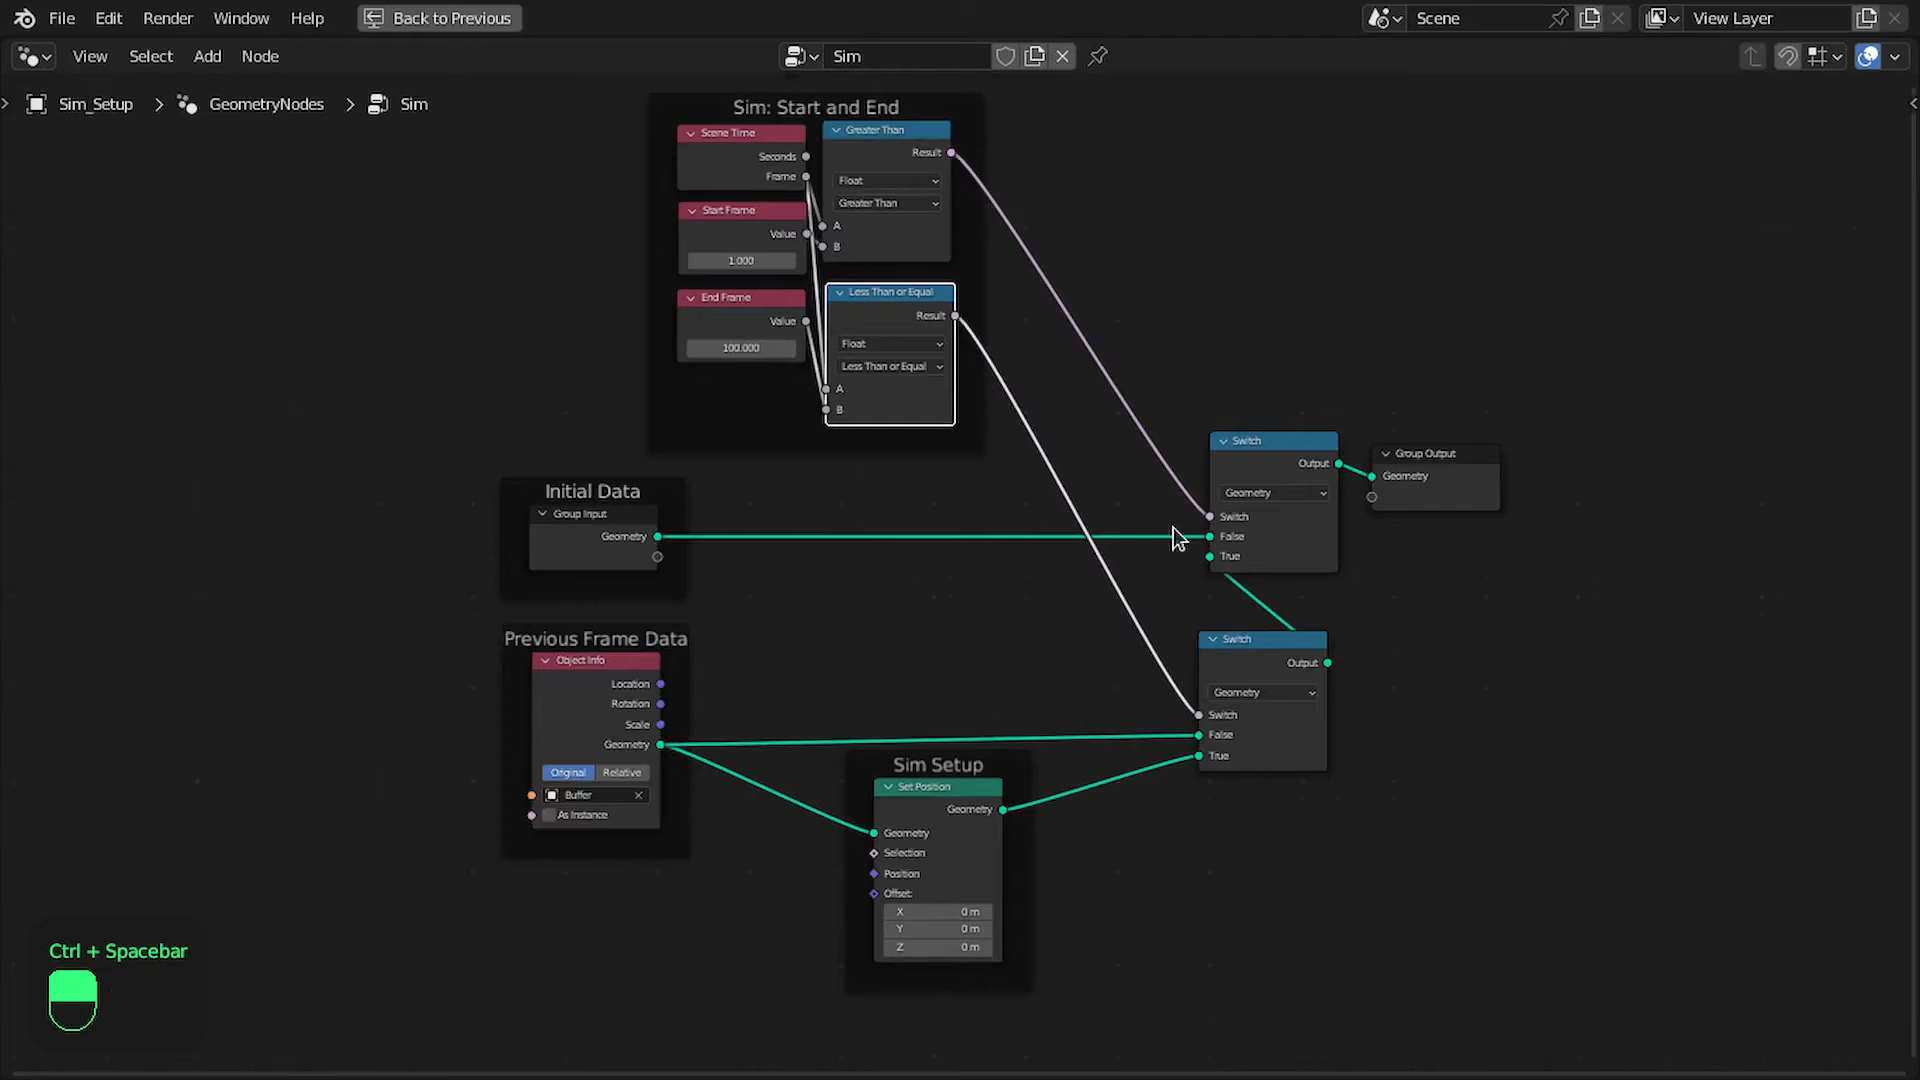 File Edit Render Window Help Back to Previous Scene View Layer
View Select Add Node Sim
Sim_Setup GeometryNodes Sim
Sim: Start and End
Scene Time
Seconds
Frame
Start Frame
Value
1.000
End Frame
Value
100.000
Greater Than
Result
Float
Greater Than
A
B
Less Than or Equal
Result
Float
Less Than or Equal
A
B
Initial Data
Group Input
Geometry
Switch
Output
Geometry
Switch
False
True
Group Output
Geometry
Previous Frame Data
Object Info
Location
Rotation
Scale
Geometry
Original Relative
Buffer
As Instance
Switch
Output
Geometry
Switch
False
True
Sim Setup
Set Position
Geometry
Geometry
Selection
Position
Offset:
X 0 m
Y 0 m
Z 0 m
Ctrl + Spacebar